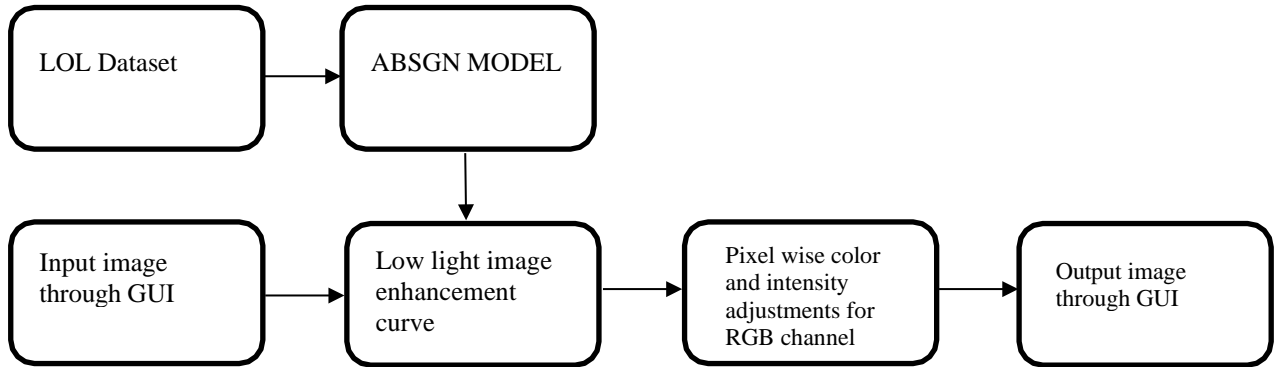 LOL Dataset
ABSGN MODEL
Input image
through GUI
Low light image
enhancement
curve
Pixel wise color
and intensity
adjustments for
RGB channel
Output image
through GUI